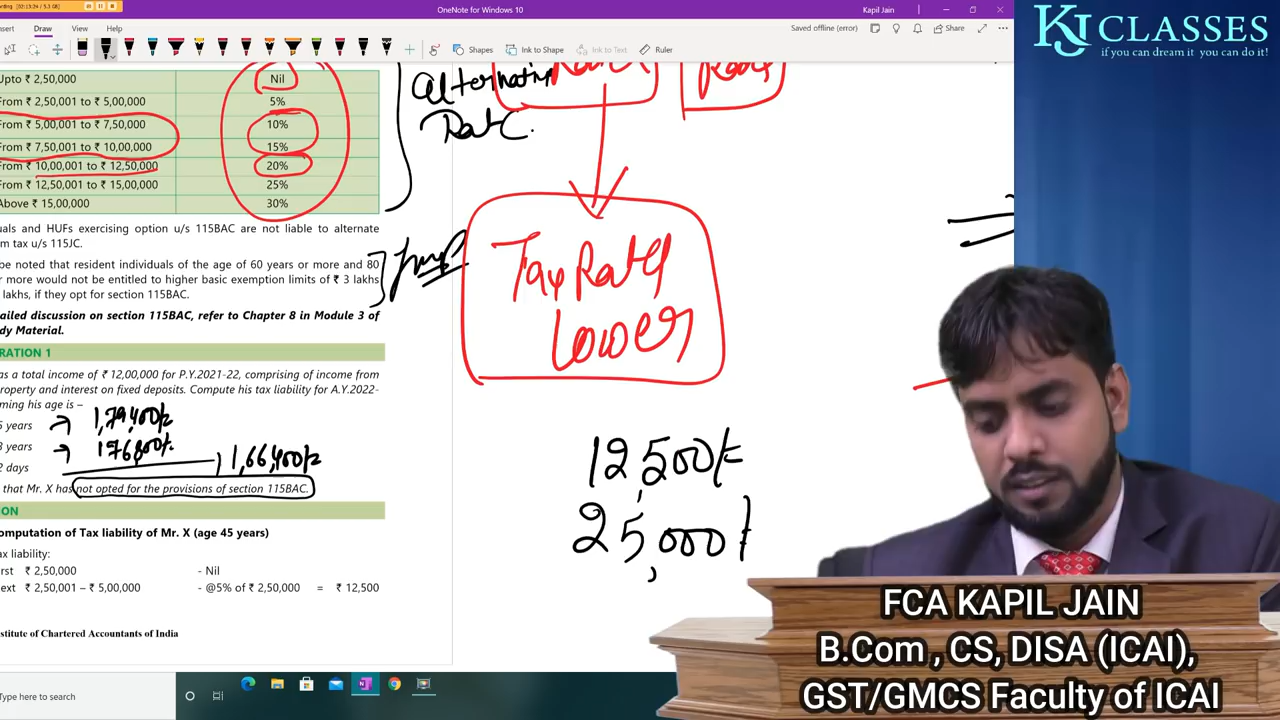 OneNote for Windows 10
Kapil Jain
Draw View Help
Saved offline (error)
Share
Shapes
Ink to Shape
Ink to Text
Ruler
KJ CLASSES
if you can dream it you can do it!
Upto ₹ 2,50,000 Nil
From ₹ 2,50,001 to ₹ 5,00,000 5%
From ₹ 5,00,001 to ₹ 7,50,000 10%
From ₹ 7,50,001 to ₹ 10,00,000 15%
From ₹ 10,00,001 to ₹ 12,50,000 20%
From ₹ 12,50,001 to ₹ 15,00,000 25%
Above ₹ 15,00,000 30%
uals and HUFs exercising option u/s 115BAC are not liable to alternate
m tax u/s 115JC.
be noted that resident individuals of the age of 60 years or more and 80
r more would not be entitled to higher basic exemption limits of ₹ 3 lakhs
lakhs, if they opt for section 115BAC.
ailed discussion on section 115BAC, refer to Chapter 8 in Module 3 of
dy Material.
Tax Rates
Lower
RATION 1
as a total income of ₹ 12,00,000 for P.Y.2021-22, comprising of income from
property and interest on fixed deposits. Compute his tax liability for A.Y.2022-
ming his age is –
5 years 1,79,400/-
3 years 176,800/-
2 days 1,66,400/-
that Mr. X has not opted for the provisions of section 115BAC.
12,500/-
25,000/-
ION
Computation of Tax liability of Mr. X (age 45 years)
ax liability:
irst ₹ 2,50,000 - Nil
ext ₹ 2,50,001 – ₹ 5,00,000 - @5% of ₹ 2,50,000 = ₹ 12,500
stitute of Chartered Accountants of India
Type here to search
FCA KAPIL JAIN
B.Com , CS, DISA (ICAI),
GST/GMCS Faculty of ICAI